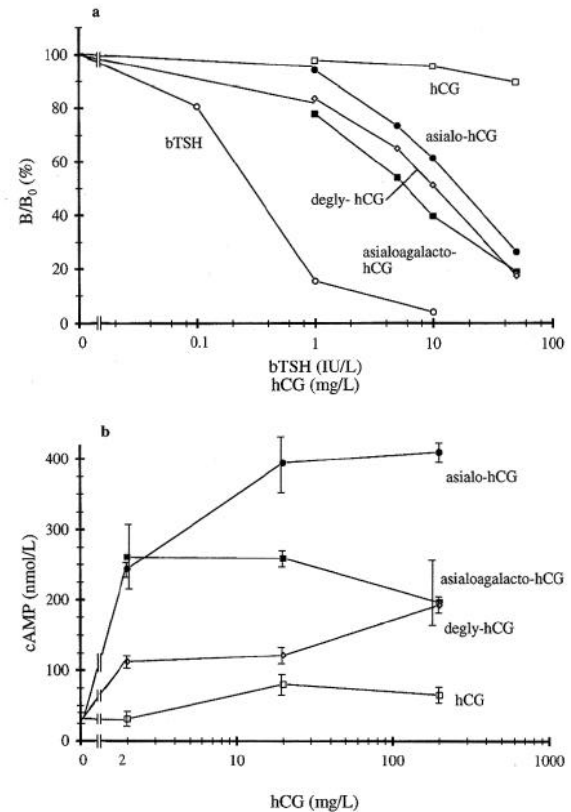 a
100
80
60
40
20
0
B/B₀ (%)
hCG
asialo-hCG
bTSH
degly- hCG
asialoagalacto-
hCG
0
0.1
1
10
100
bTSH (IU/L)
hCG (mg/L)
b
400
300
200
100
0
cAMP (nmol/L)
asialo-hCG
asialoagalacto-hCG
degly-hCG
hCG
0
2
10
100
1000
hCG (mg/L)